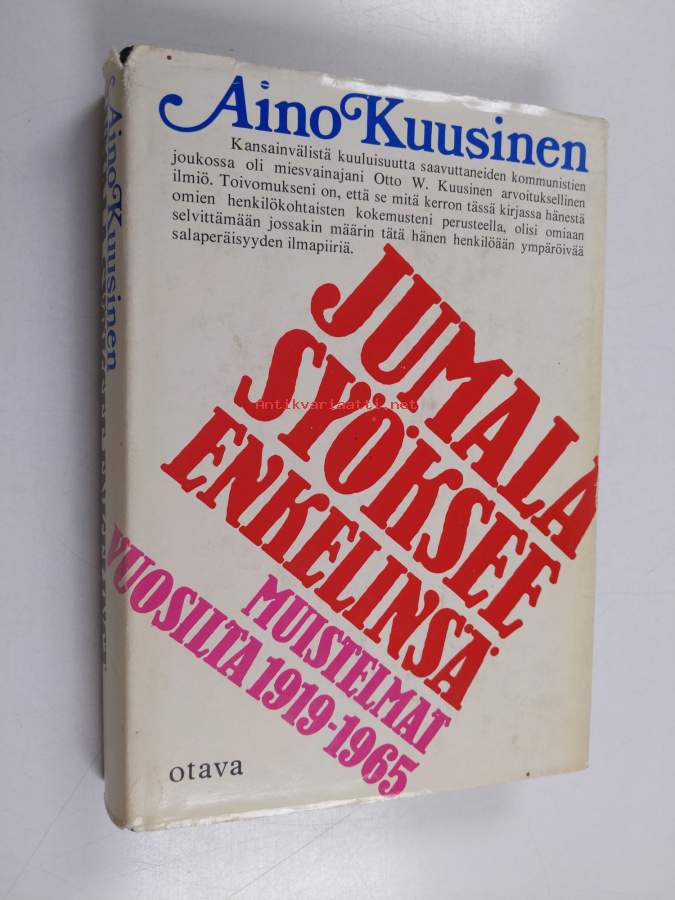 Aino Kuusinen
Kansainvälistä kuuluisuutta saavuttaneiden kommunistien
joukossa oli miesvainajani Otto W. Kuusinen arvoituksellinen
ilmiö. Toivomukseni on, että se mitä kerron tässä kirjassa hänestä
omien henkilökohtaisten kokemusteni perusteella, olisi omiaan
selvittämään jossakin määrin tätä hänen henkilöään ympäröivää
salaperäisyyden ilmapiiriä.
JUMALA
SYÖKSEE
ENKELINSÄ
MUISTELMAT
VUOSILTA 1919-1965
otava
Aino Kuusinen
Antikvariaatti.net